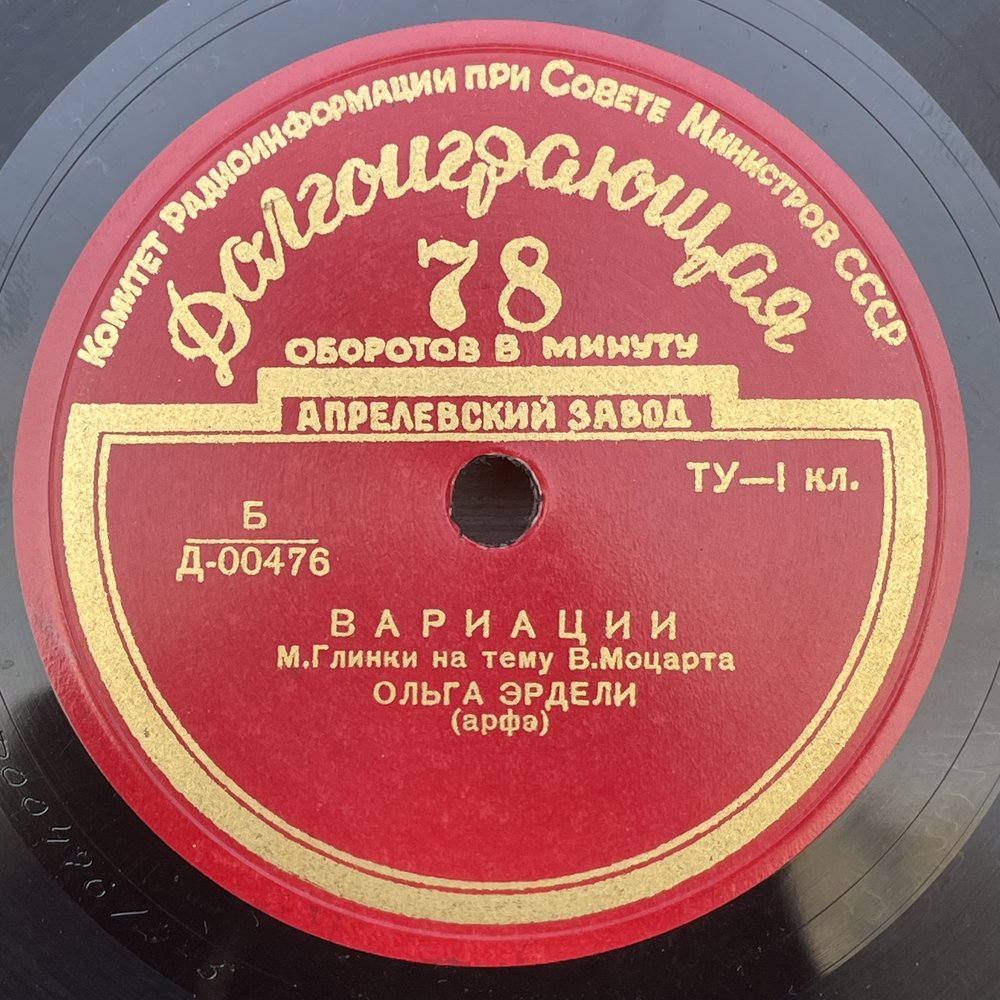 Комитет Радиоинформации при Совете Министров СССР
Долгоиграющая
78
ОБОРОТОВ В МИНУТУ
АПРЕЛЕВСКИЙ ЗАВОД
ТУ—I кл.
Б
Д-00476
ВАРИАЦИИ
М.Глинки на тему В.Моцарта
ОЛЬГА ЭРДЕЛИ
(арфа)